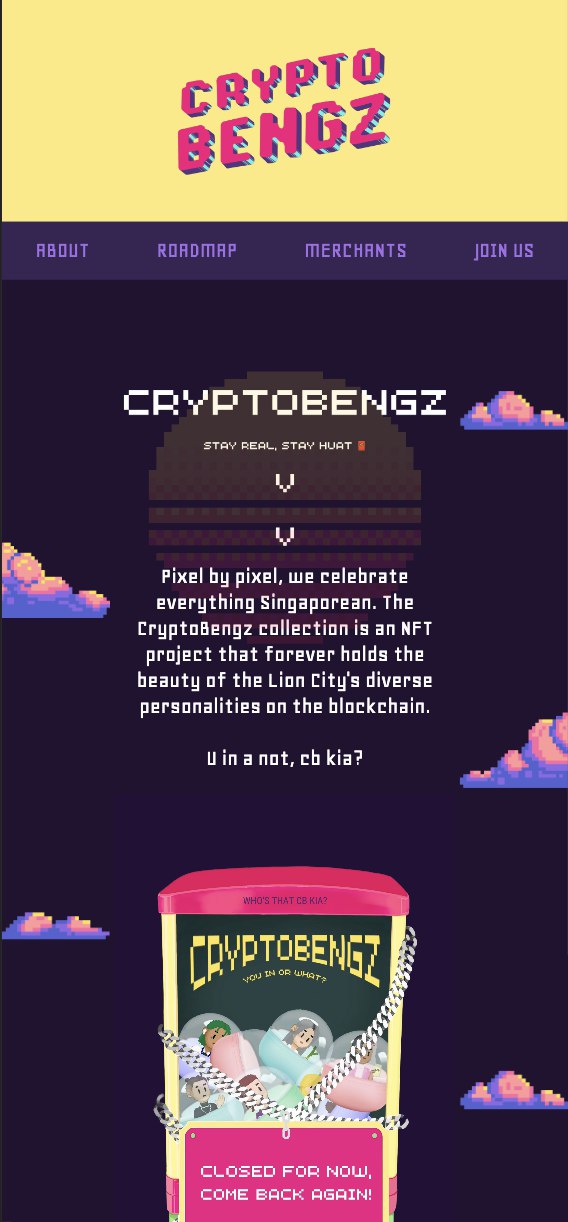 CRYPTO
BENGZ
ABOUT ROADMAP MERCHANTS JOIN US
CRYPTOBENGZ
STAY REAL, STAY HUAT 🧧
V
V
Pixel by pixel, we celebrate
everything Singaporean. The
CryptoBengz collection is an NFT
project that forever holds the
beauty of the Lion City's diverse
personalities on the blockchain.
U in a not, cb kia?
WHO'S THAT CB KIA?
CRYPTOBENGZ
YOU IN OR WHAT?
CLOSED FOR NOW,
COME BACK AGAIN!